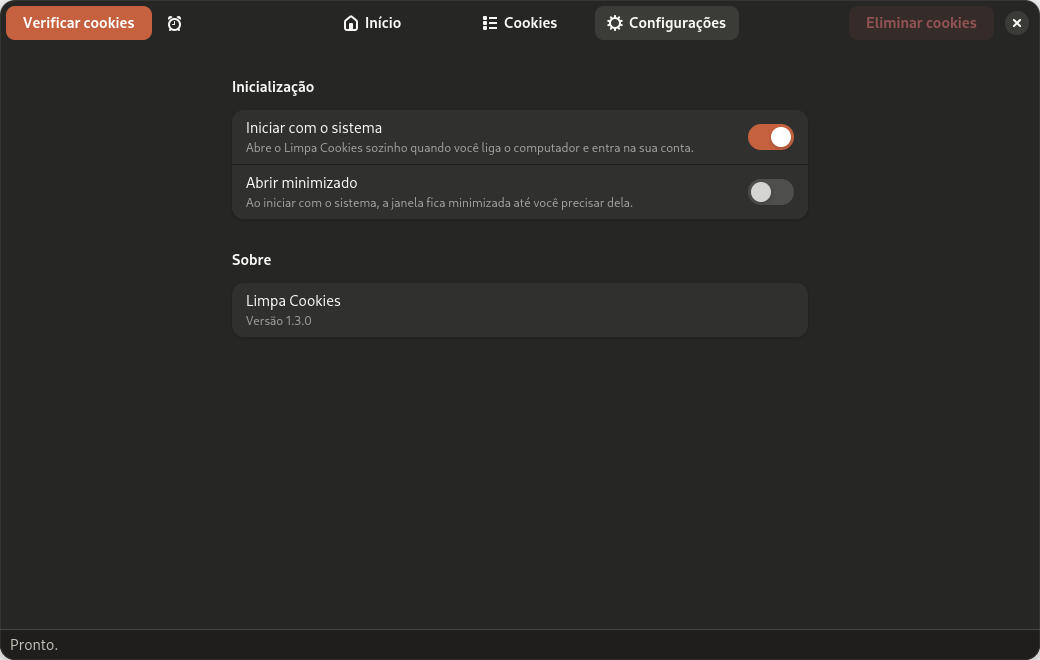 Verificar cookies
Início
Cookies
Configurações
Eliminar cookies
Inicialização
Iniciar com o sistema
Abre o Limpa Cookies sozinho quando você liga o computador e entra na sua conta.
Abrir minimizado
Ao iniciar com o sistema, a janela fica minimizada até você precisar dela.
Sobre
Limpa Cookies
Versão 1.3.0
Pronto.